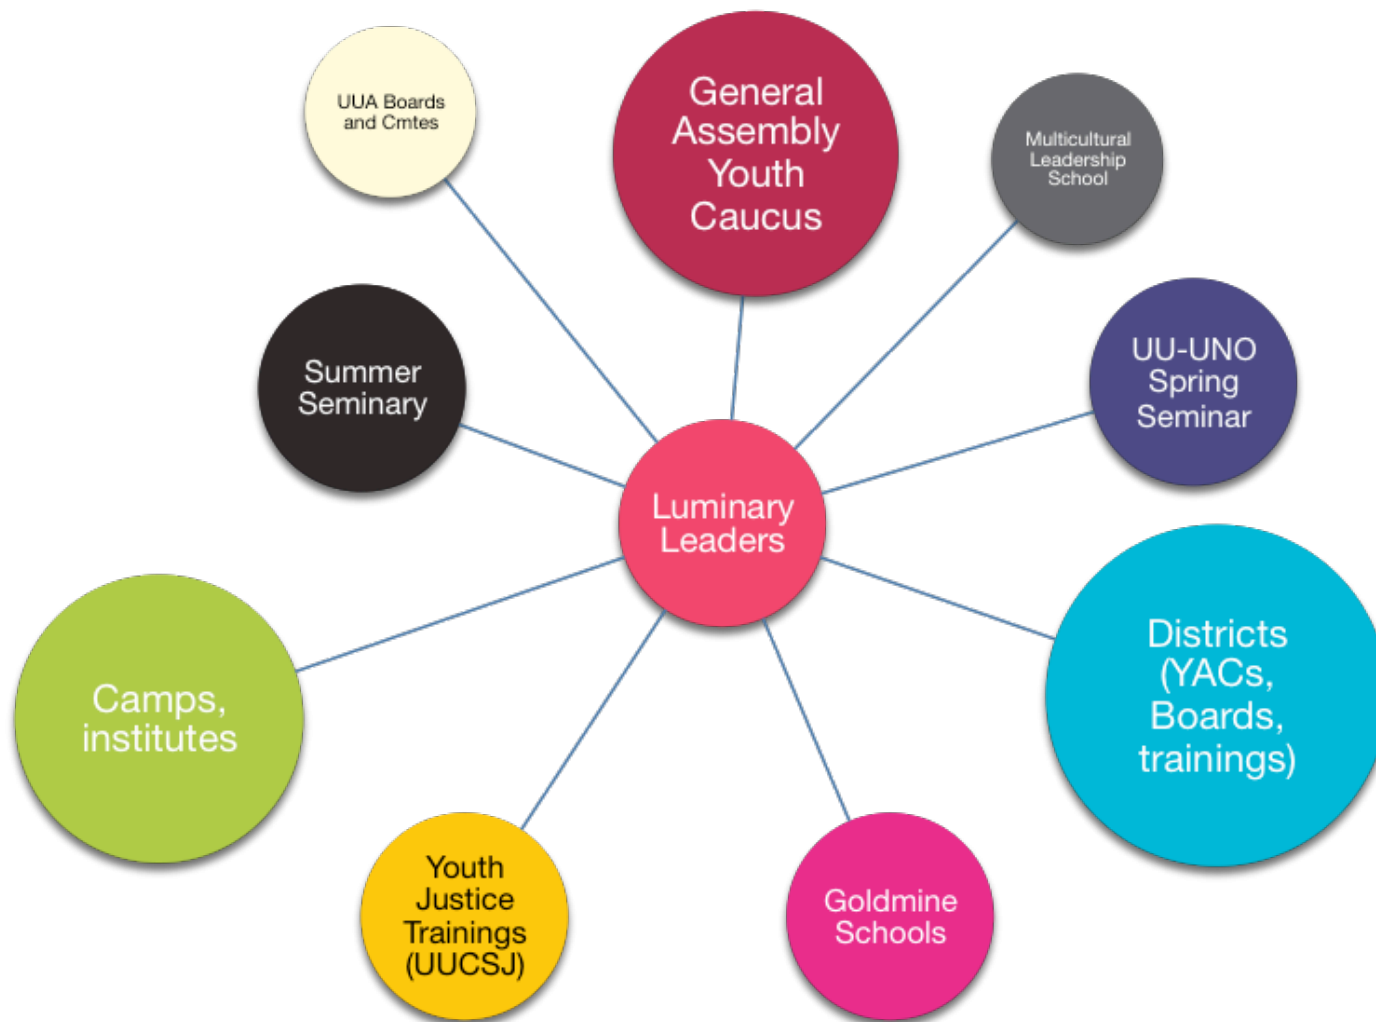 UUA Boards
and Cmtes
General
Assembly
Youth
Caucus
Multicultural
Leadership
School
Summer
Seminary
UU-UNO
Spring
Seminar
Luminary
Leaders
Camps,
institutes
Districts
(YACs,
Boards,
trainings)
Youth
Justice
Trainings
(UUCSJ)
Goldmine
Schools